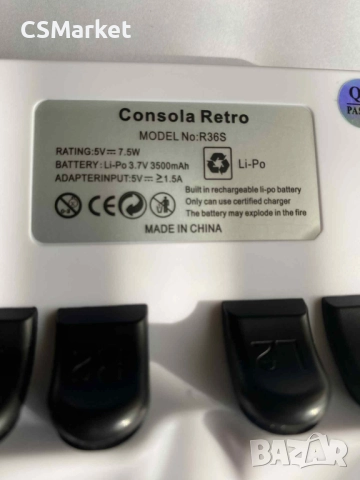 CSMarket
Consola Retro
MODEL No:R36S
RATING:5V⎓7.5W
BATTERY: Li-Po 3.7V 3500mAh
ADAPTERINPUT:5V⎓≥1.5A
Li-Po
Built in rechargeable li-po battery
Only can use certified charger
The battery may explode in the fire
MADE IN CHINA
L2
BAZAR